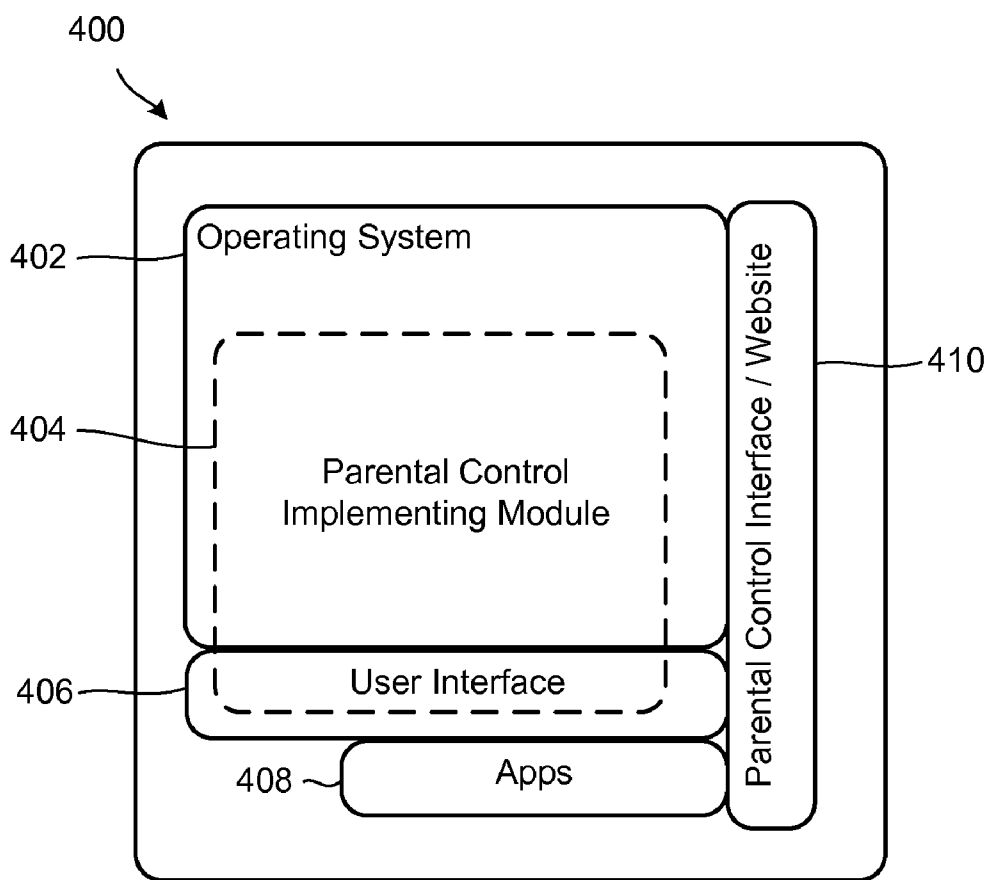 400
402
Operating System
404
Parental Control
Implementing Module
406
User Interface
408
Apps
Parental Control Interface / Website
410